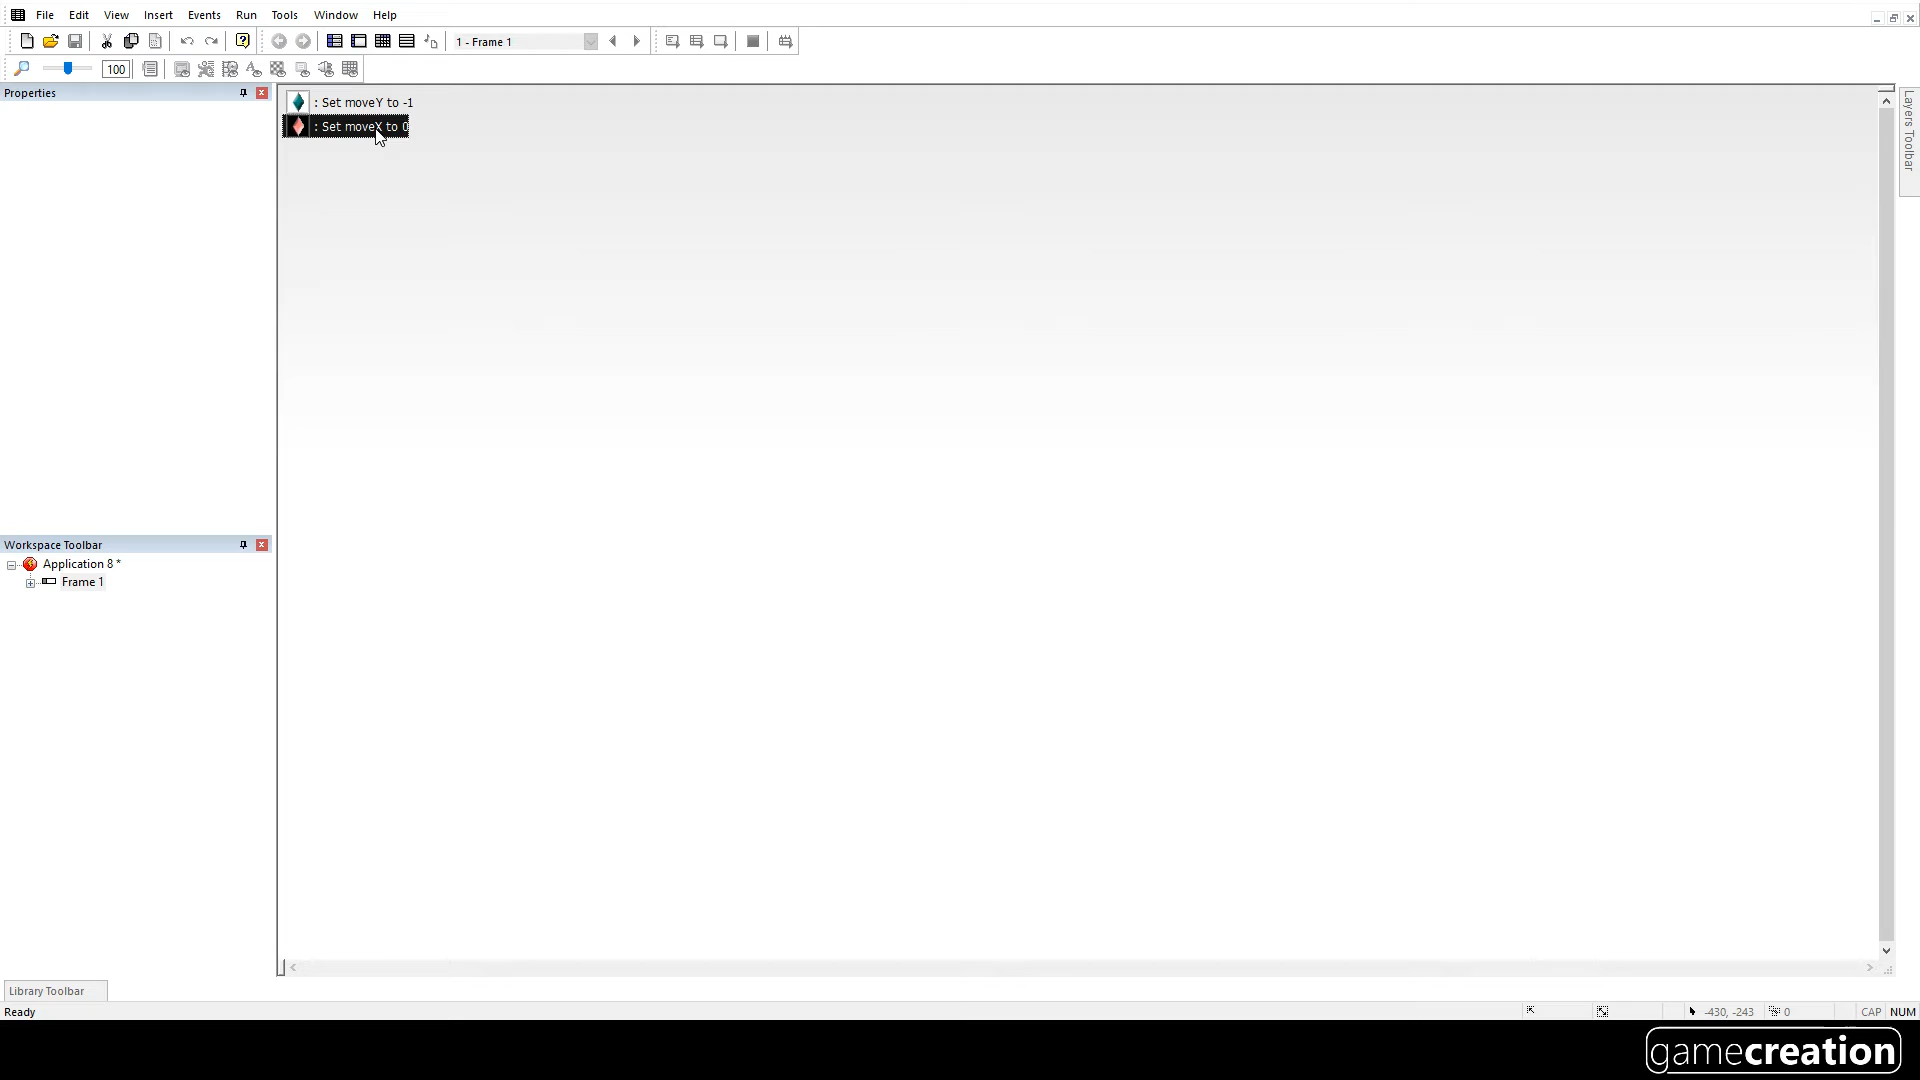 File Edit View Insert Events Run Tools Window Help
1 - Frame 1
100
Properties
: Set moveY to -1
: Set moveX to 0
Layers Toolbar
Workspace Toolbar
Application 8 *
Frame 1
Library Toolbar
Ready
-430, -243
0
CAP NUM
gamecreation